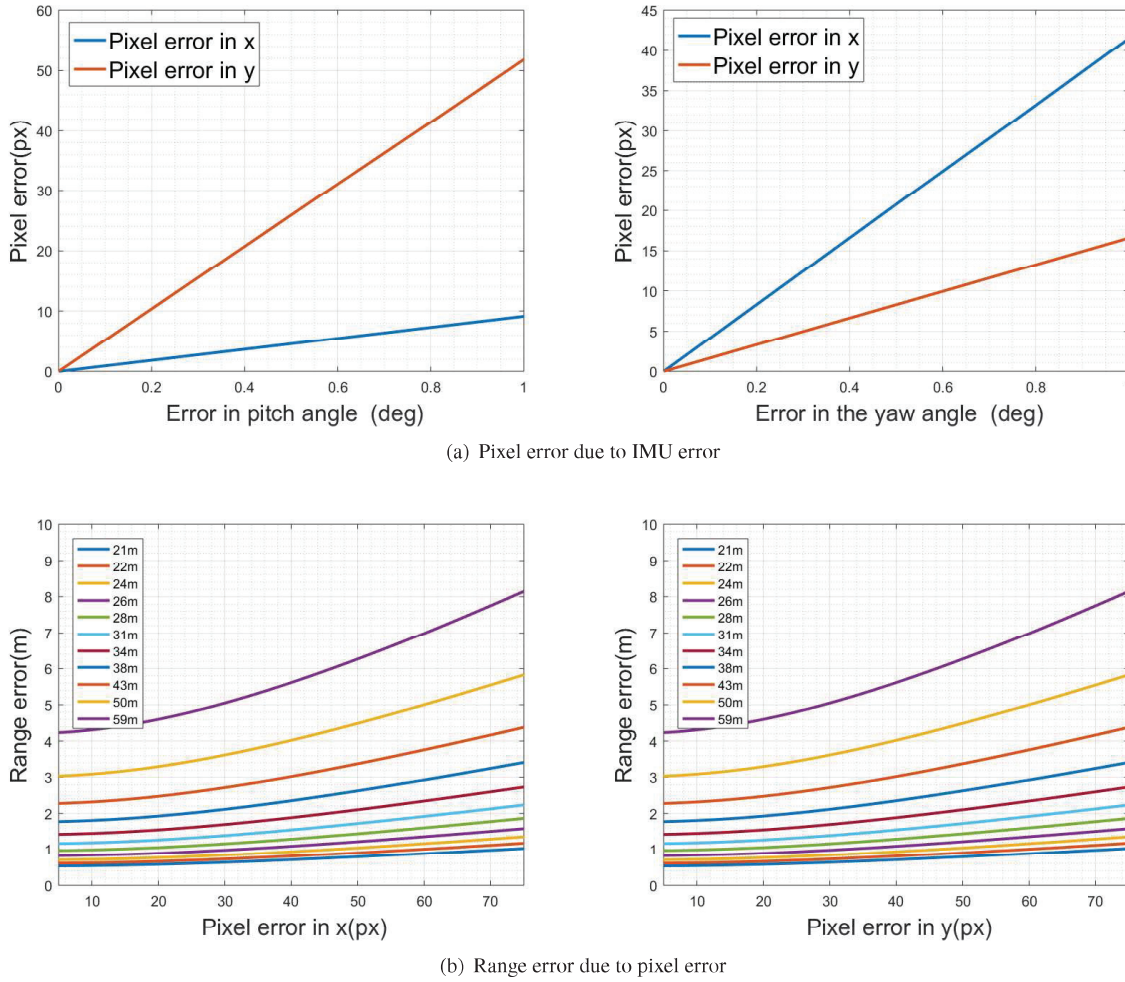 60
50
40
30
20
10
0
Pixel error(px)
Pixel error in x
Pixel error in y
0 0.2 0.4 0.6 0.8 1
Error in pitch angle (deg)
45
40
35
30
25
20
15
10
5
0
Pixel error(px)
Pixel error in x
Pixel error in y
0 0.2 0.4 0.6 0.8
Error in the yaw angle (deg)
(a) Pixel error due to IMU error
10
9
8
7
6
5
4
3
2
1
0
Range error(m)
21m
22m
24m
26m
28m
31m
34m
38m
43m
50m
59m
10 20 30 40 50 60 70
Pixel error in x(px)
10
9
8
7
6
5
4
3
2
1
0
Range error(m)
21m
22m
24m
26m
28m
31m
34m
38m
43m
50m
59m
10 20 30 40 50 60 70
Pixel error in y(px)
(b) Range error due to pixel error